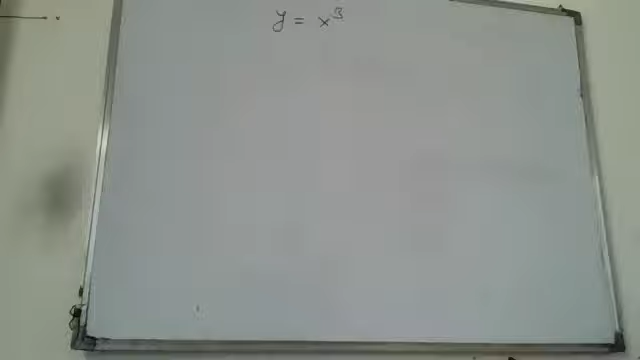 y = x³
x